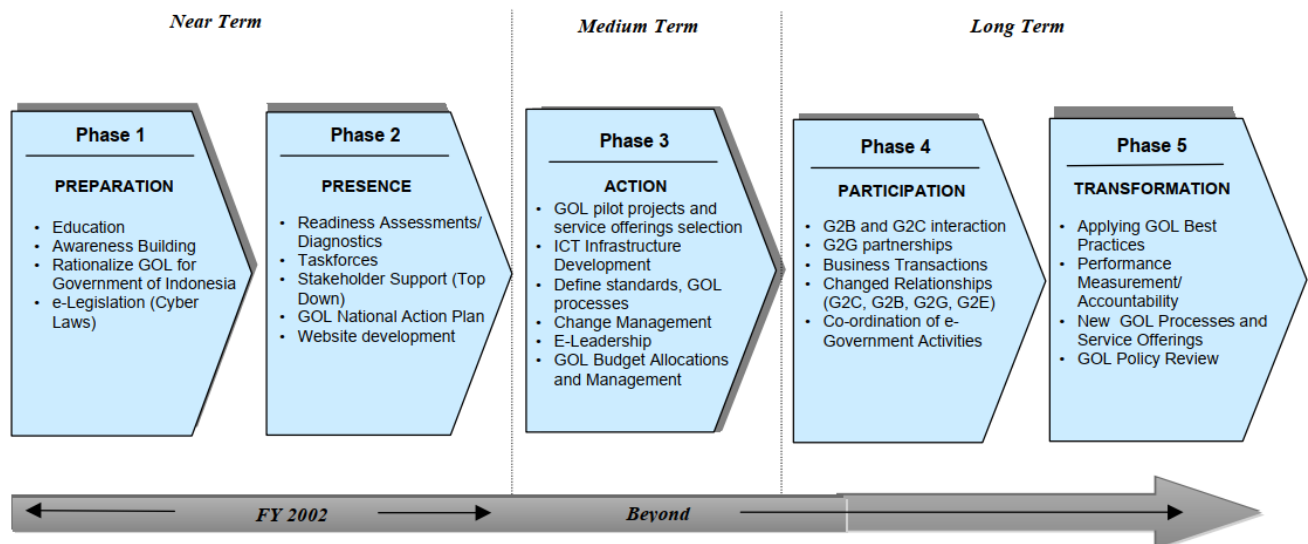 Near Term
Medium Term
Long Term
Phase 1
PREPARATION
• Education
• Awareness Building
• Rationalize GOL for
Government of Indonesia
• e-Legislation (Cyber
Laws)
Phase 2
PRESENCE
• Readiness Assessments/
Diagnostics
• Taskforces
• Stakeholder Support (Top
Down)
• GOL National Action Plan
• Website development
Phase 3
ACTION
• GOL pilot projects and
service offerings selection
• ICT Infrastructure
Development
• Define standards, GOL
processes
• Change Management
• E-Leadership
• GOL Budget Allocations
and Management
Phase 4
PARTICIPATION
• G2B and G2C interaction
• G2G partnerships
• Business Transactions
• Changed Relationships
(G2C, G2B, G2G, G2E)
• Co-ordination of e-
Government Activities
Phase 5
TRANSFORMATION
• Applying GOL Best
Practices
• Performance
Measurement/
Accountability
• New GOL Processes and
Service Offerings
• GOL Policy Review
FY 2002
Beyond